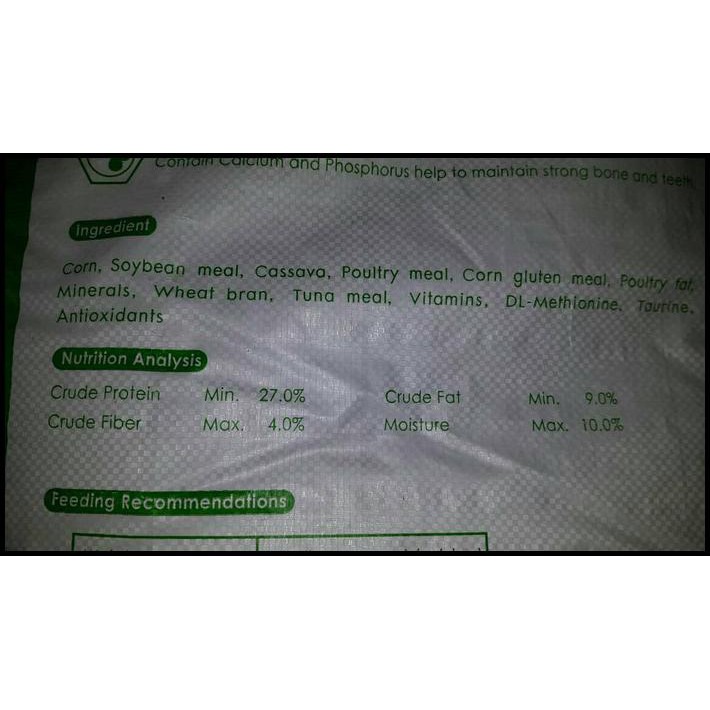 Contain Calcium and Phosphorus help to maintain strong bone and teeth
Ingredient
Corn, Soybean meal, Cassava, Poultry meal, Corn gluten meal, Poultry fat,
Minerals, Wheat bran, Tuna meal, Vitamins, DL-Methionine, Taurine,
Antioxidants
Nutrition Analysis
Crude Protein Min. 27.0% Crude Fat Min. 9.0%
Crude Fiber Max. 4.0% Moisture Max. 10.0%
Feeding Recommendations